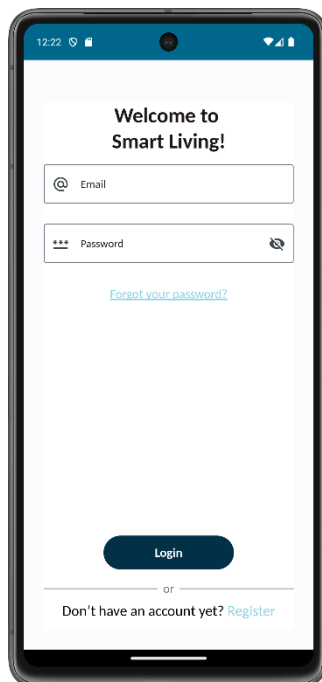 12:22
Welcome to
Smart Living!
Email
Password
Forgot your password?
Login
or
Don't have an account yet? Register